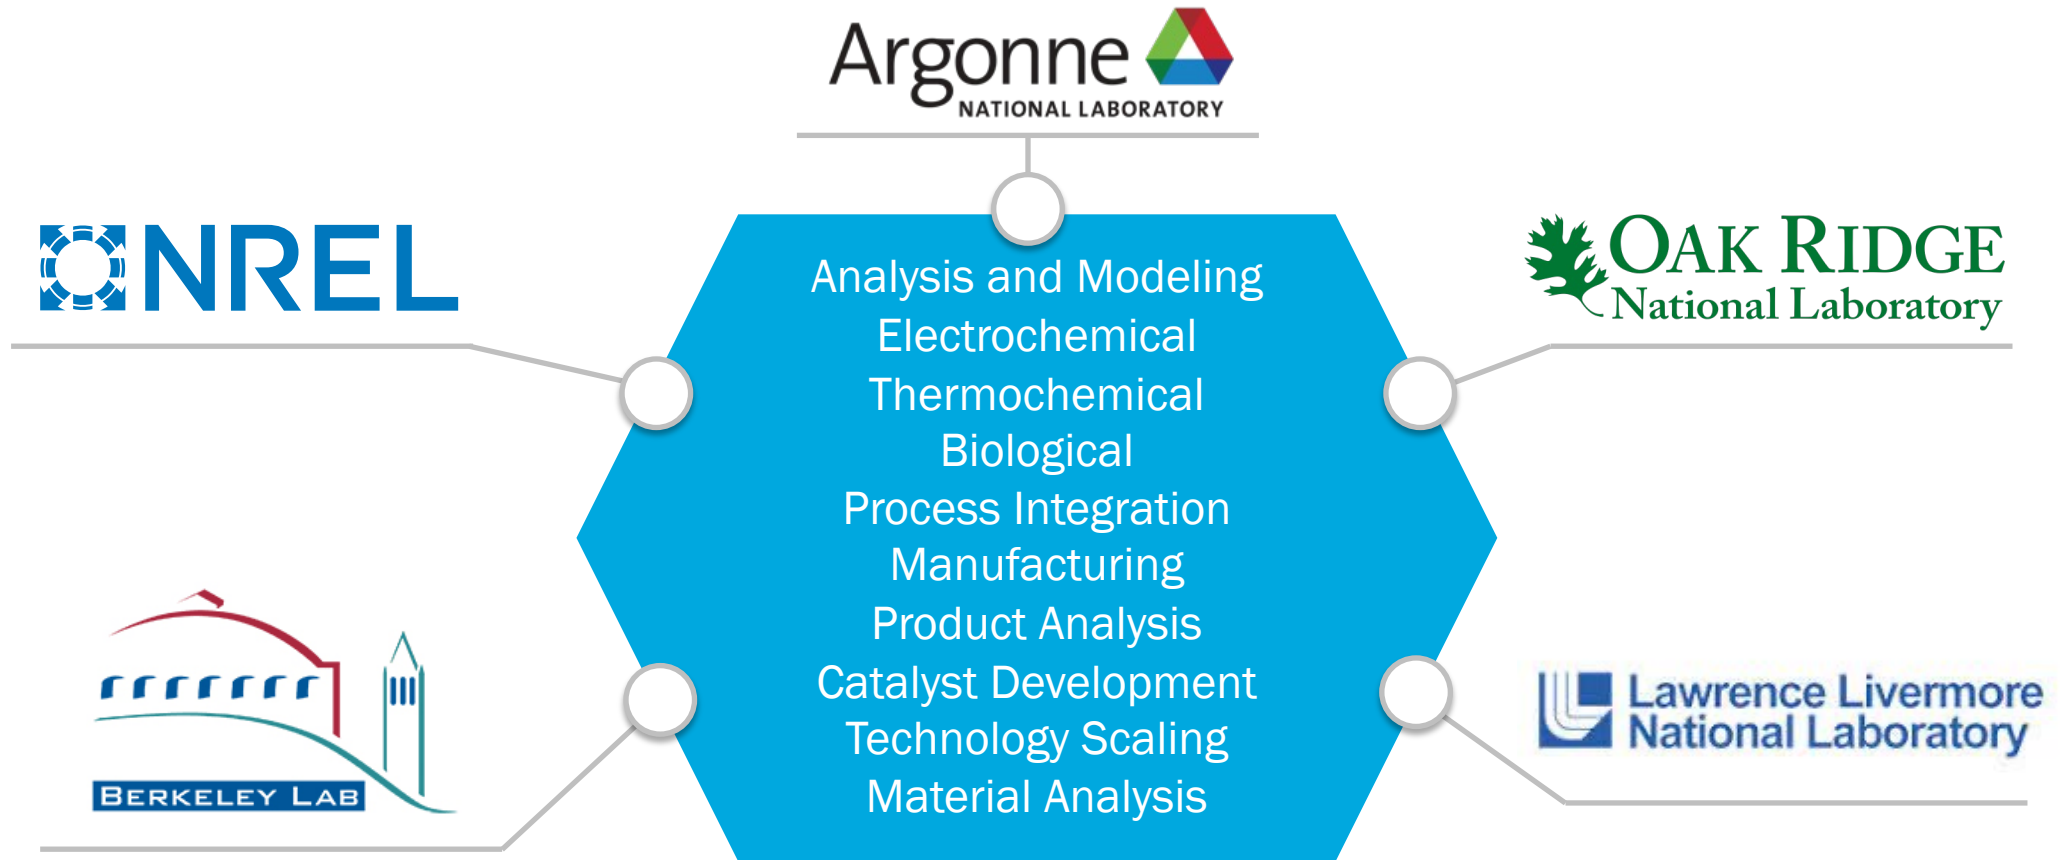 Argonne
NATIONAL LABORATORY
NREL
OAK RIDGE
National Laboratory
Analysis and Modeling
Electrochemical
Thermochemical
Biological
Process Integration
Manufacturing
Product Analysis
Catalyst Development
Technology Scaling
Material Analysis
BERKELEY LAB
Lawrence Livermore
National Laboratory